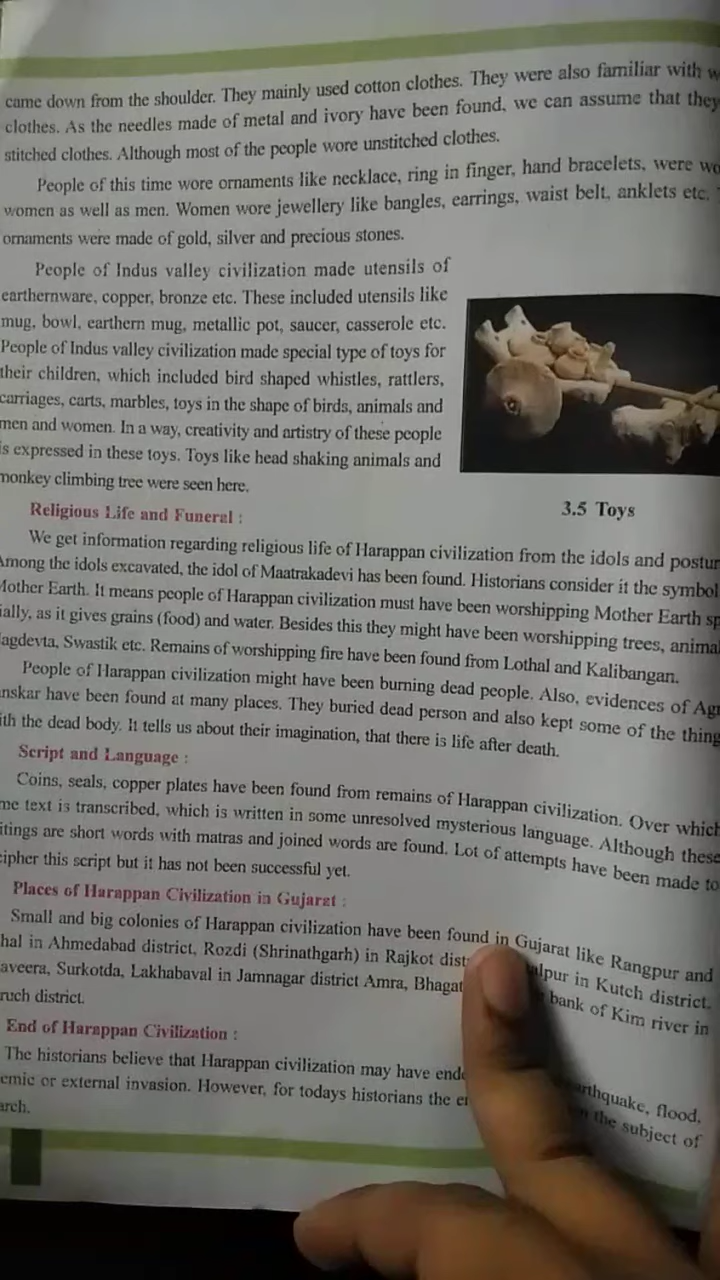 came down from the shoulder. They mainly used cotton clothes. They were also familiar with
clothes. As the needles made of metal and ivory have been found, we can assume that they
stitched clothes. Although most of the people wore unstitched clothes.
People of this time wore ornaments like necklace, ring in finger, hand bracelets, were
women as well as men. Women wore jewellery like bangles, earrings, waist belt, anklets etc.
ornaments were made of gold, silver and precious stones.
People of Indus valley civilization made utensils of
earthernware, copper, bronze etc. These included utensils like
mug, bowl, earthern mug, metallic pot, saucer, casserole etc.
People of Indus valley civilization made special type of toys for
their children, which included bird shaped whistles, rattlers,
carriages, carts, marbles, toys in the shape of birds, animals and
men and women. In a way, creativity and artistry of these people
is expressed in these toys. Toys like head shaking animals and
monkey climbing tree were seen here.
3.5 Toys
Religious Life and Funeral :
We get information regarding religious life of Harappan civilization from the idols and
Among the idols excavated, the idol of Maatrakadevi has been found. Historians consider it the symbol
Mother Earth. It means people of Harappan civilization must have been worshipping Mother Earth
as it gives grains (food) and water. Besides this they might have been worshipping trees,
Swastik etc. Remains of worshipping fire have been found from Lothal and Kalibangan.
People of Harappan civilization might have been burning dead people. Also, evidences of
have been found at many places. They buried dead person and also kept some of the
the dead body. It tells us about their imagination, that there is life after death.
Script and Language :
Coins, seals, copper plates have been found from remains of Harappan civilization. Over which
text is transcribed, which is written in some unresolved mysterious language. Although these
are short words with matras and joined words are found. Lot of attempts have been made to
this script but it has not been successful yet.
Places of Harappan Civilization in Gujarat :
Small and big colonies of Harappan civilization have been found in Gujarat like Rangpur and
in Ahmedabad district, Rozdi (Shrinathgarh) in Rajkot in Kutch district.
Surkotda, Lakhabaval in Jamnagar district Amra, bank of Kim river in
district.
End of Harappan Civilization :
The historians believe that Harappan civilization may have flood,
or external invasion. However, for todays historians the the subject of